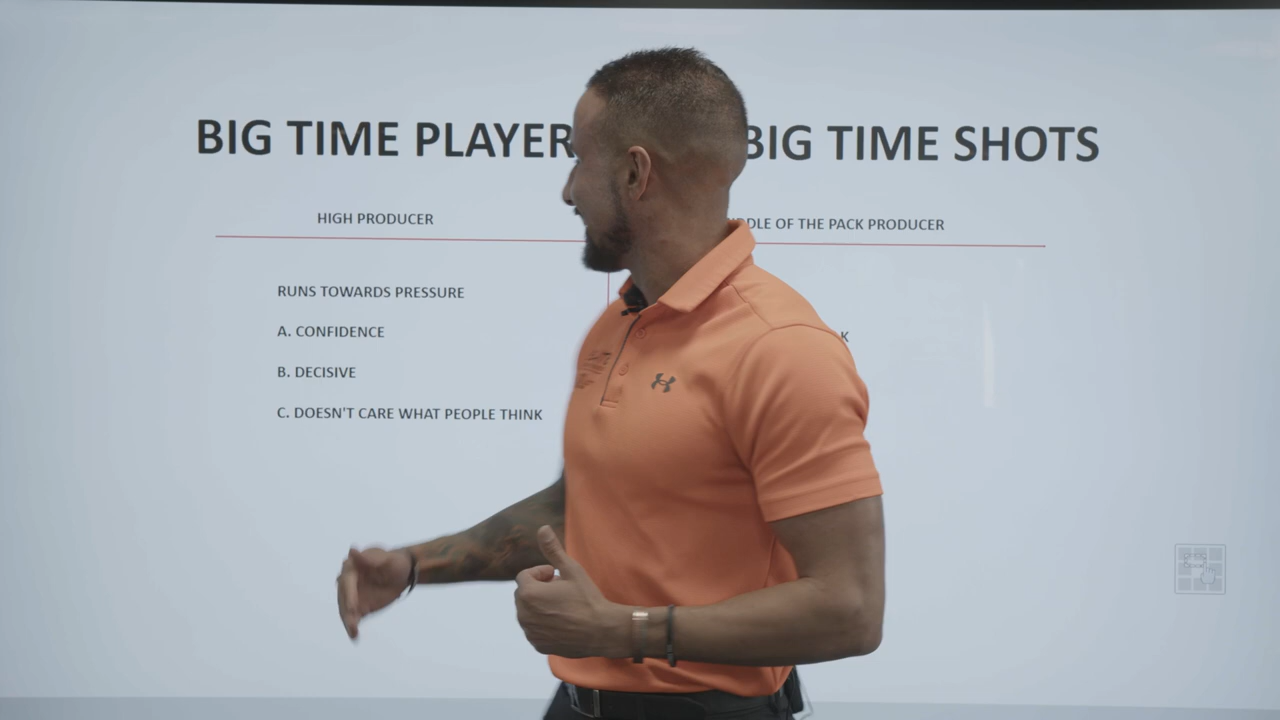 BIG TIME PLAYER BIG TIME SHOTS
HIGH PRODUCER
OF THE PACK PRODUCER
RUNS TOWARDS PRESSURE
A. CONFIDENCE
B. DECISIVE
C. DOESN'T CARE WHAT PEOPLE THINK